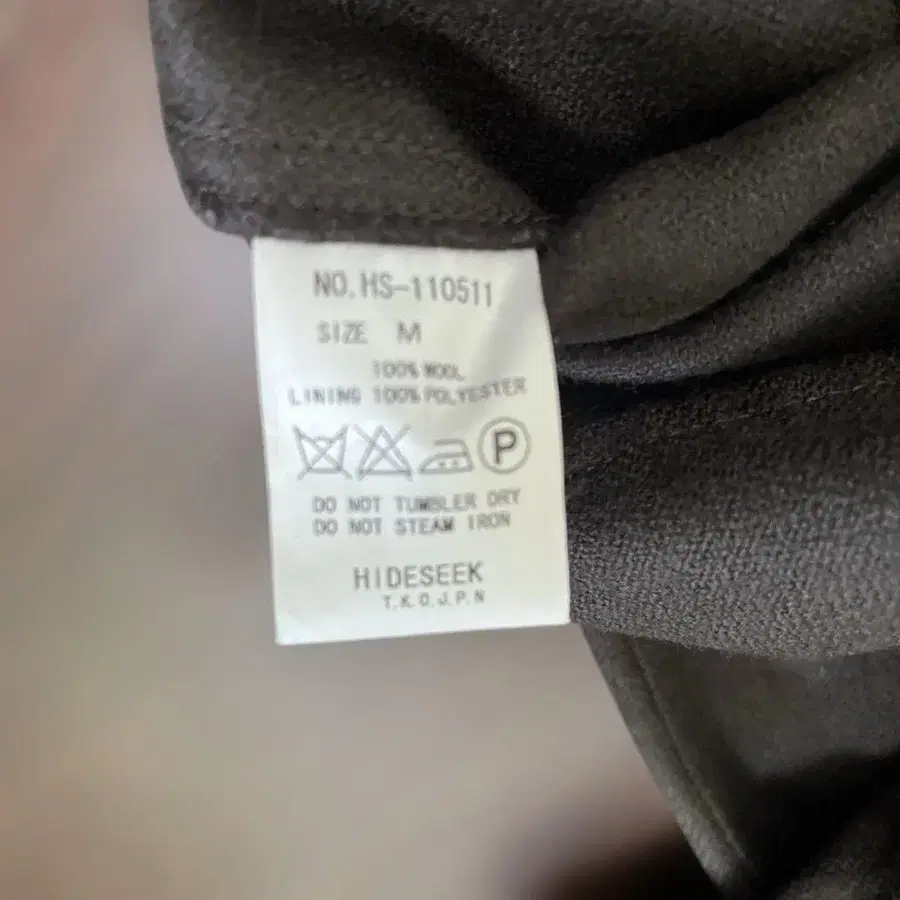 NO.HS-110511
SIZE M
100% WOOL
LINING 100% POLYESTER
P
DO NOT TUMBLER DRY
DO NOT STEAM IRON
HIDESEEK
T.K.O.J.P.N